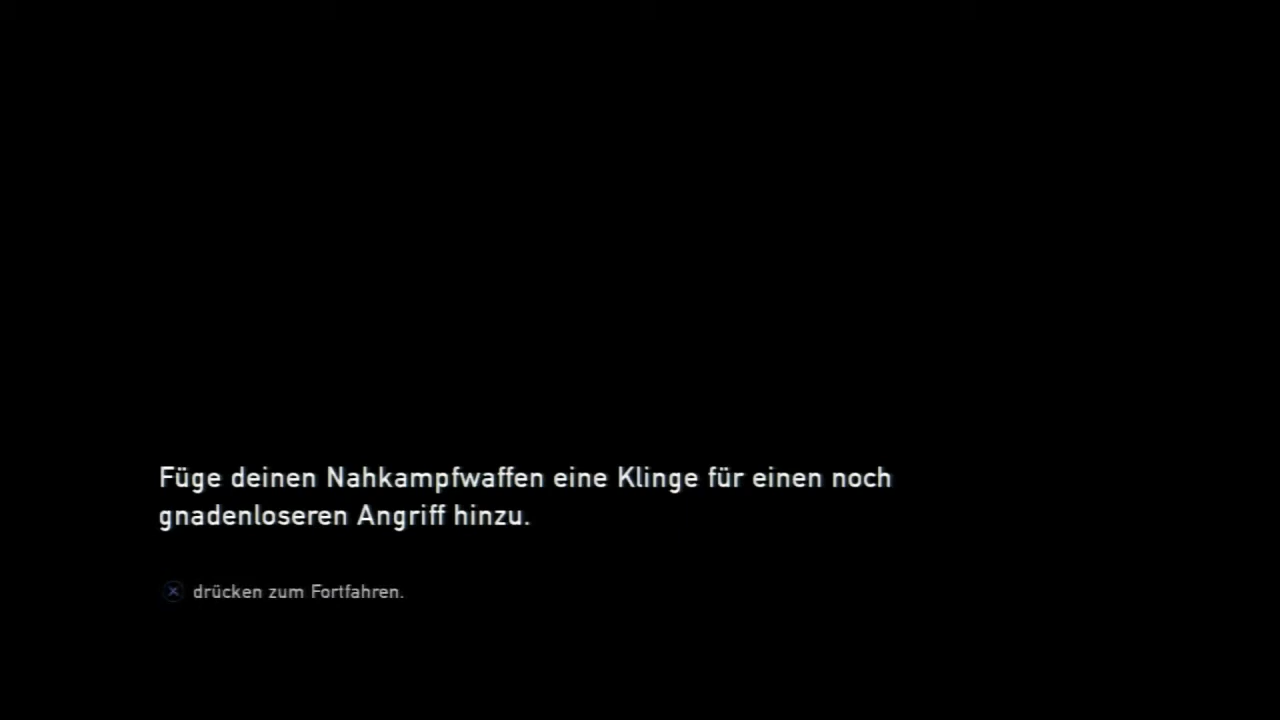 Füge deinen Nahkampfwaffen eine Klinge für einen noch
gnadenloseren Angriff hinzu.
drücken zum Fortfahren.